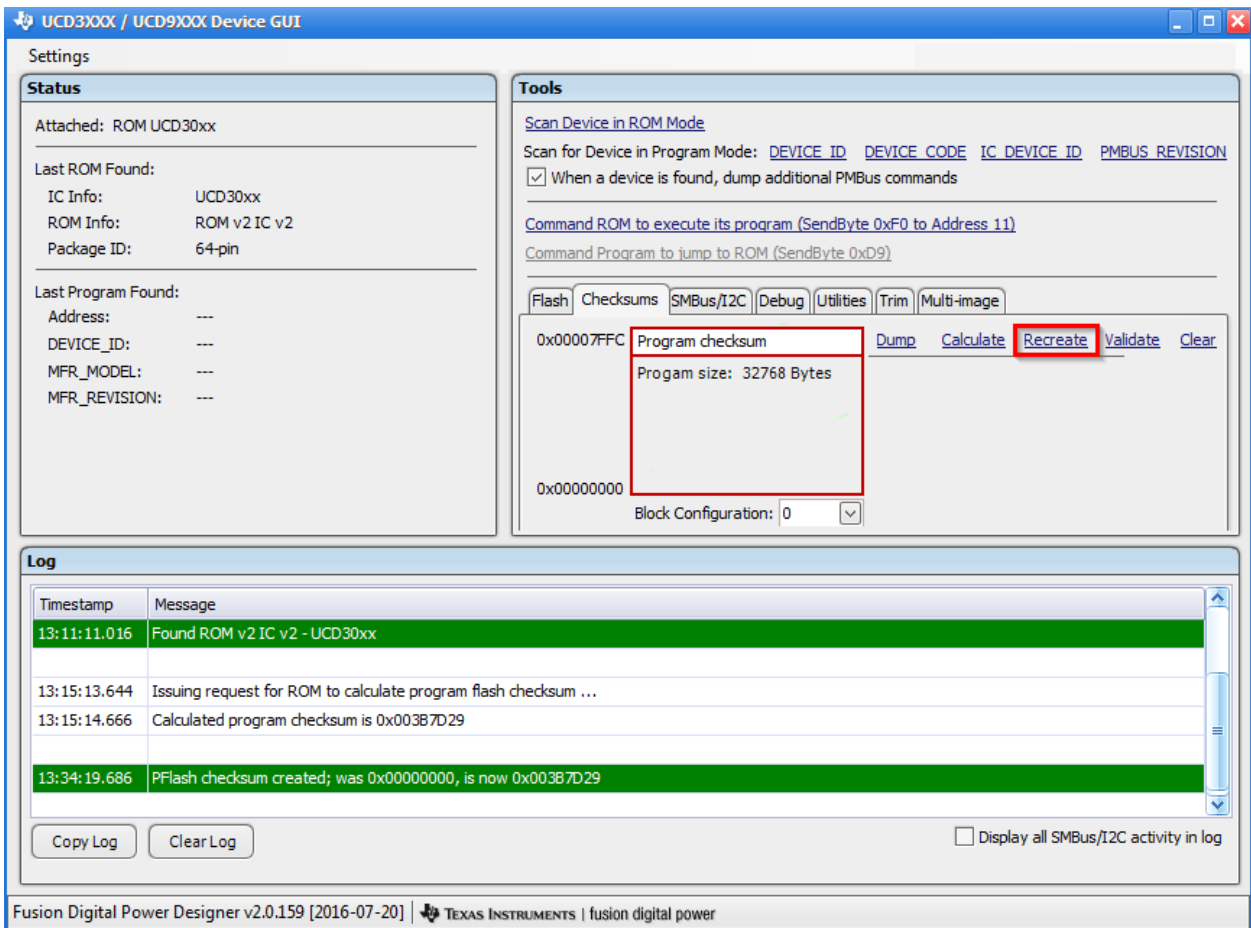 UCD3XXX / UCD9XXX Device GUI
Settings
Status
Attached: ROM UCD30xx
Last ROM Found:
IC Info: UCD30xx
ROM Info: ROM v2 IC v2
Package ID: 64-pin
Last Program Found:
Address: ---
DEVICE_ID: ---
MFR_MODEL: ---
MFR_REVISION: ---
Tools
Scan Device in ROM Mode
Scan for Device in Program Mode: DEVICE_ID DEVICE_CODE IC_DEVICE_ID PMBUS_REVISION
When a device is found, dump additional PMBus commands
Command ROM to execute its program (SendByte 0xF0 to Address 11)
Command Program to jump to ROM (SendByte 0xD9)
Flash Checksums SMBus/I2C Debug Utilities Trim Multi-image
0x00007FFC Program checksum Dump Calculate Recreate Validate Clear
Progam size: 32768 Bytes
0x00000000
Block Configuration: 0
Log
Timestamp Message
13:11:11.016 Found ROM v2 IC v2 - UCD30xx
13:15:13.644 Issuing request for ROM to calculate program flash checksum ...
13:15:14.666 Calculated program checksum is 0x003B7D29
13:34:19.686 PFlash checksum created; was 0x00000000, is now 0x003B7D29
Copy Log Clear Log Display all SMBus/I2C activity in log
Fusion Digital Power Designer v2.0.159 [2016-07-20] TEXAS INSTRUMENTS | fusion digital power